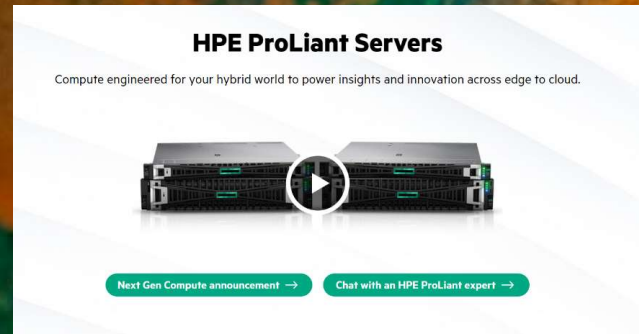 HPE ProLiant Servers
Compute engineered for your hybrid world to power insights and innovation across edge to cloud.
Next Gen Compute announcement →
Chat with an HPE ProLiant expert →